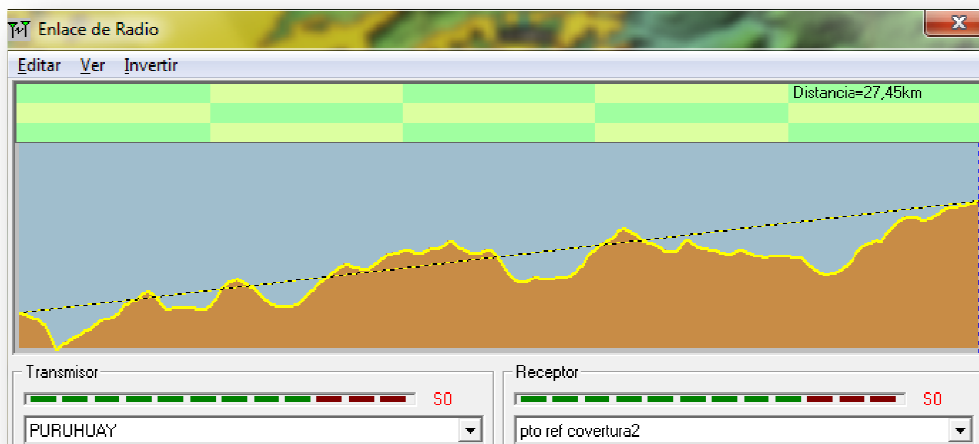 Enlace de Radio
Editar Ver Invertir
Distancia=27,45km
Transmisor
S0
PURUHUAY
Receptor
S0
pto ref covertura2